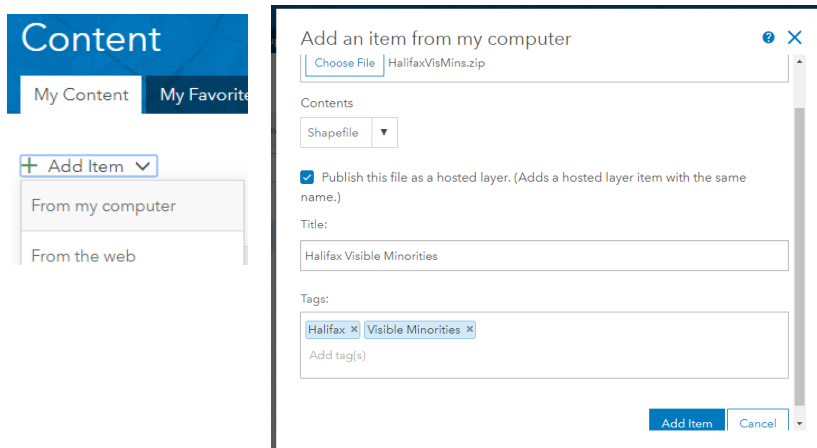 Content
My Content
My Favorite
+ Add Item
From my computer
From the web
Add an item from my computer
?
Choose File HalifaxVisMins.zip
Contents
Shapefile
Publish this file as a hosted layer. (Adds a hosted layer item with the same
name.)
Title:
Halifax Visible Minorities
Tags:
Halifax × Visible Minorities ×
Add tag(s)
Add Item Cancel